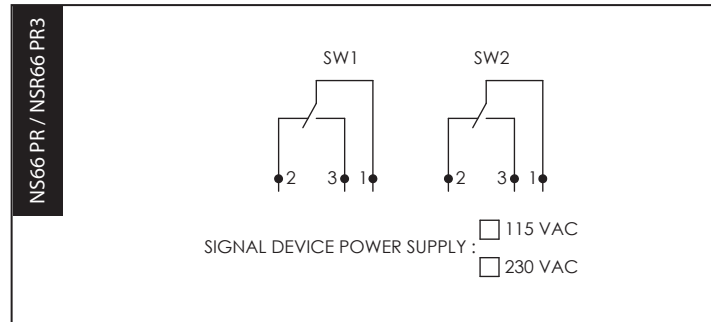 NS66 PR / NSR66 PR3
SW1 SW2
2 3 1 2 3 1
SIGNAL DEVICE POWER SUPPLY :
115 VAC
230 VAC